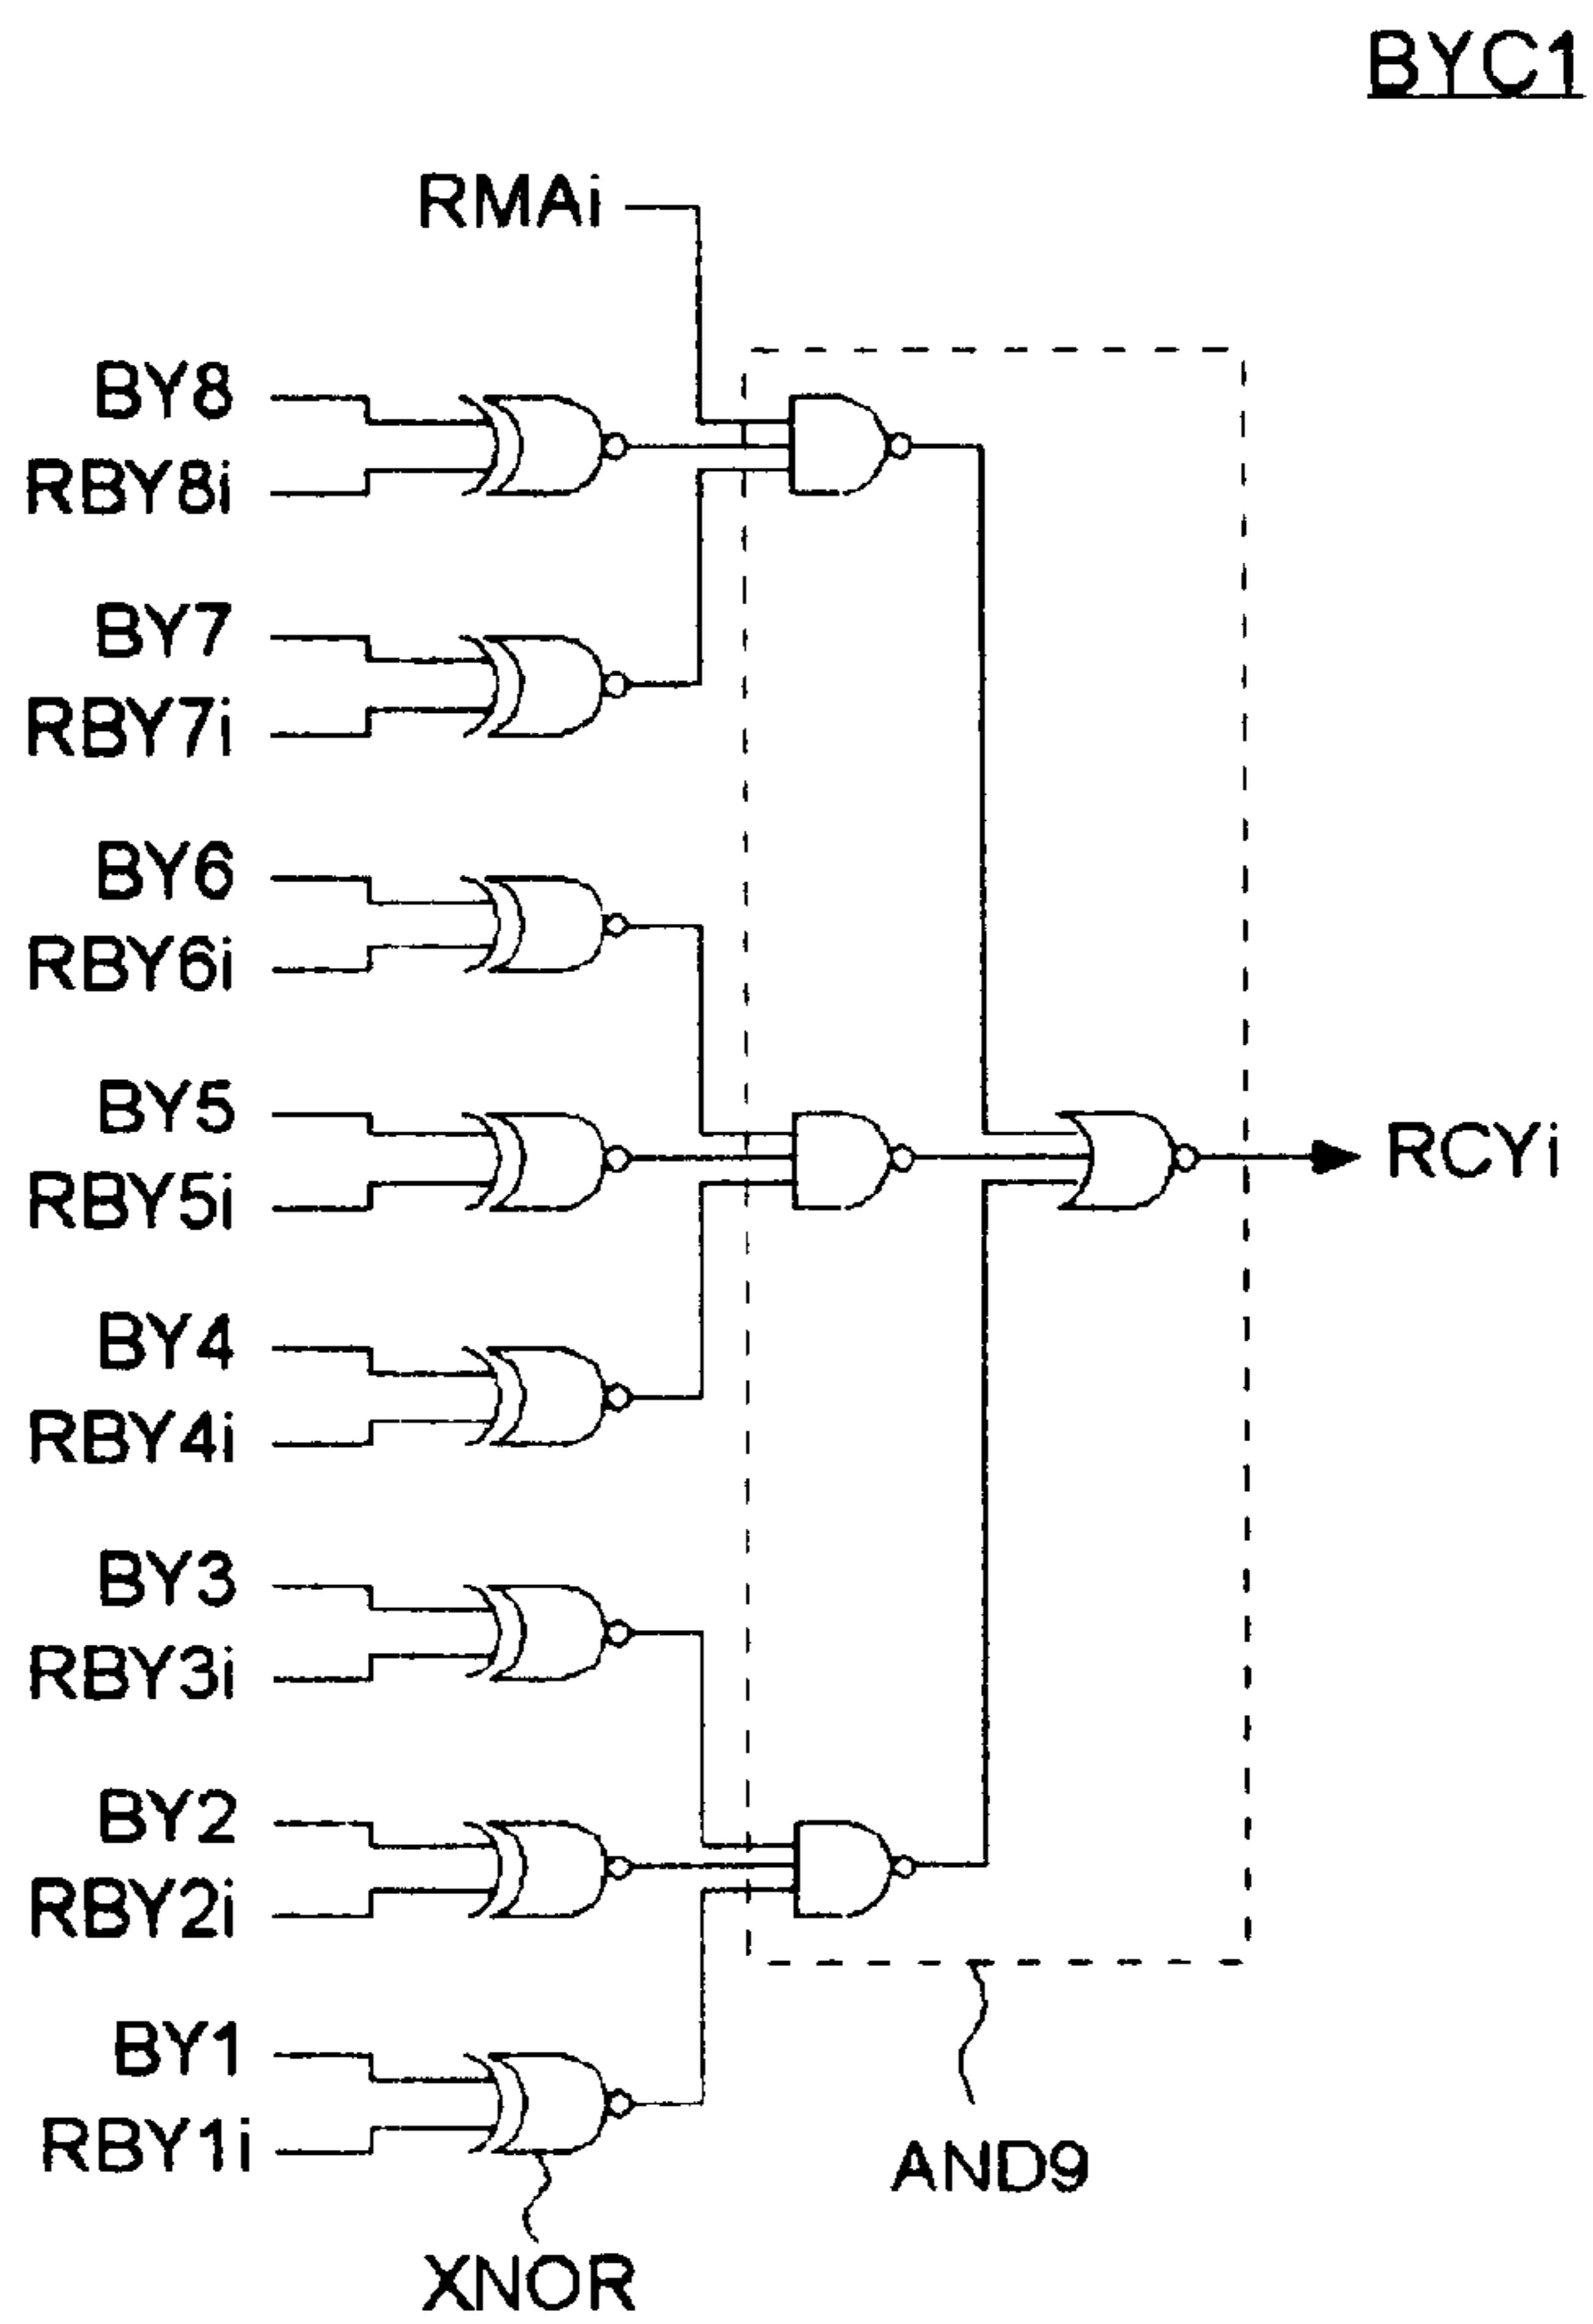 BYC1
RMAi
BY8
RBY8i
BY7
RBY7i
BY6
RBY6i
BY5
RBY5i
RCYi
BY4
RBY4i
BY3
RBY3i
BY2
RBY2i
BY1
RBY1i
AND9
XNOR